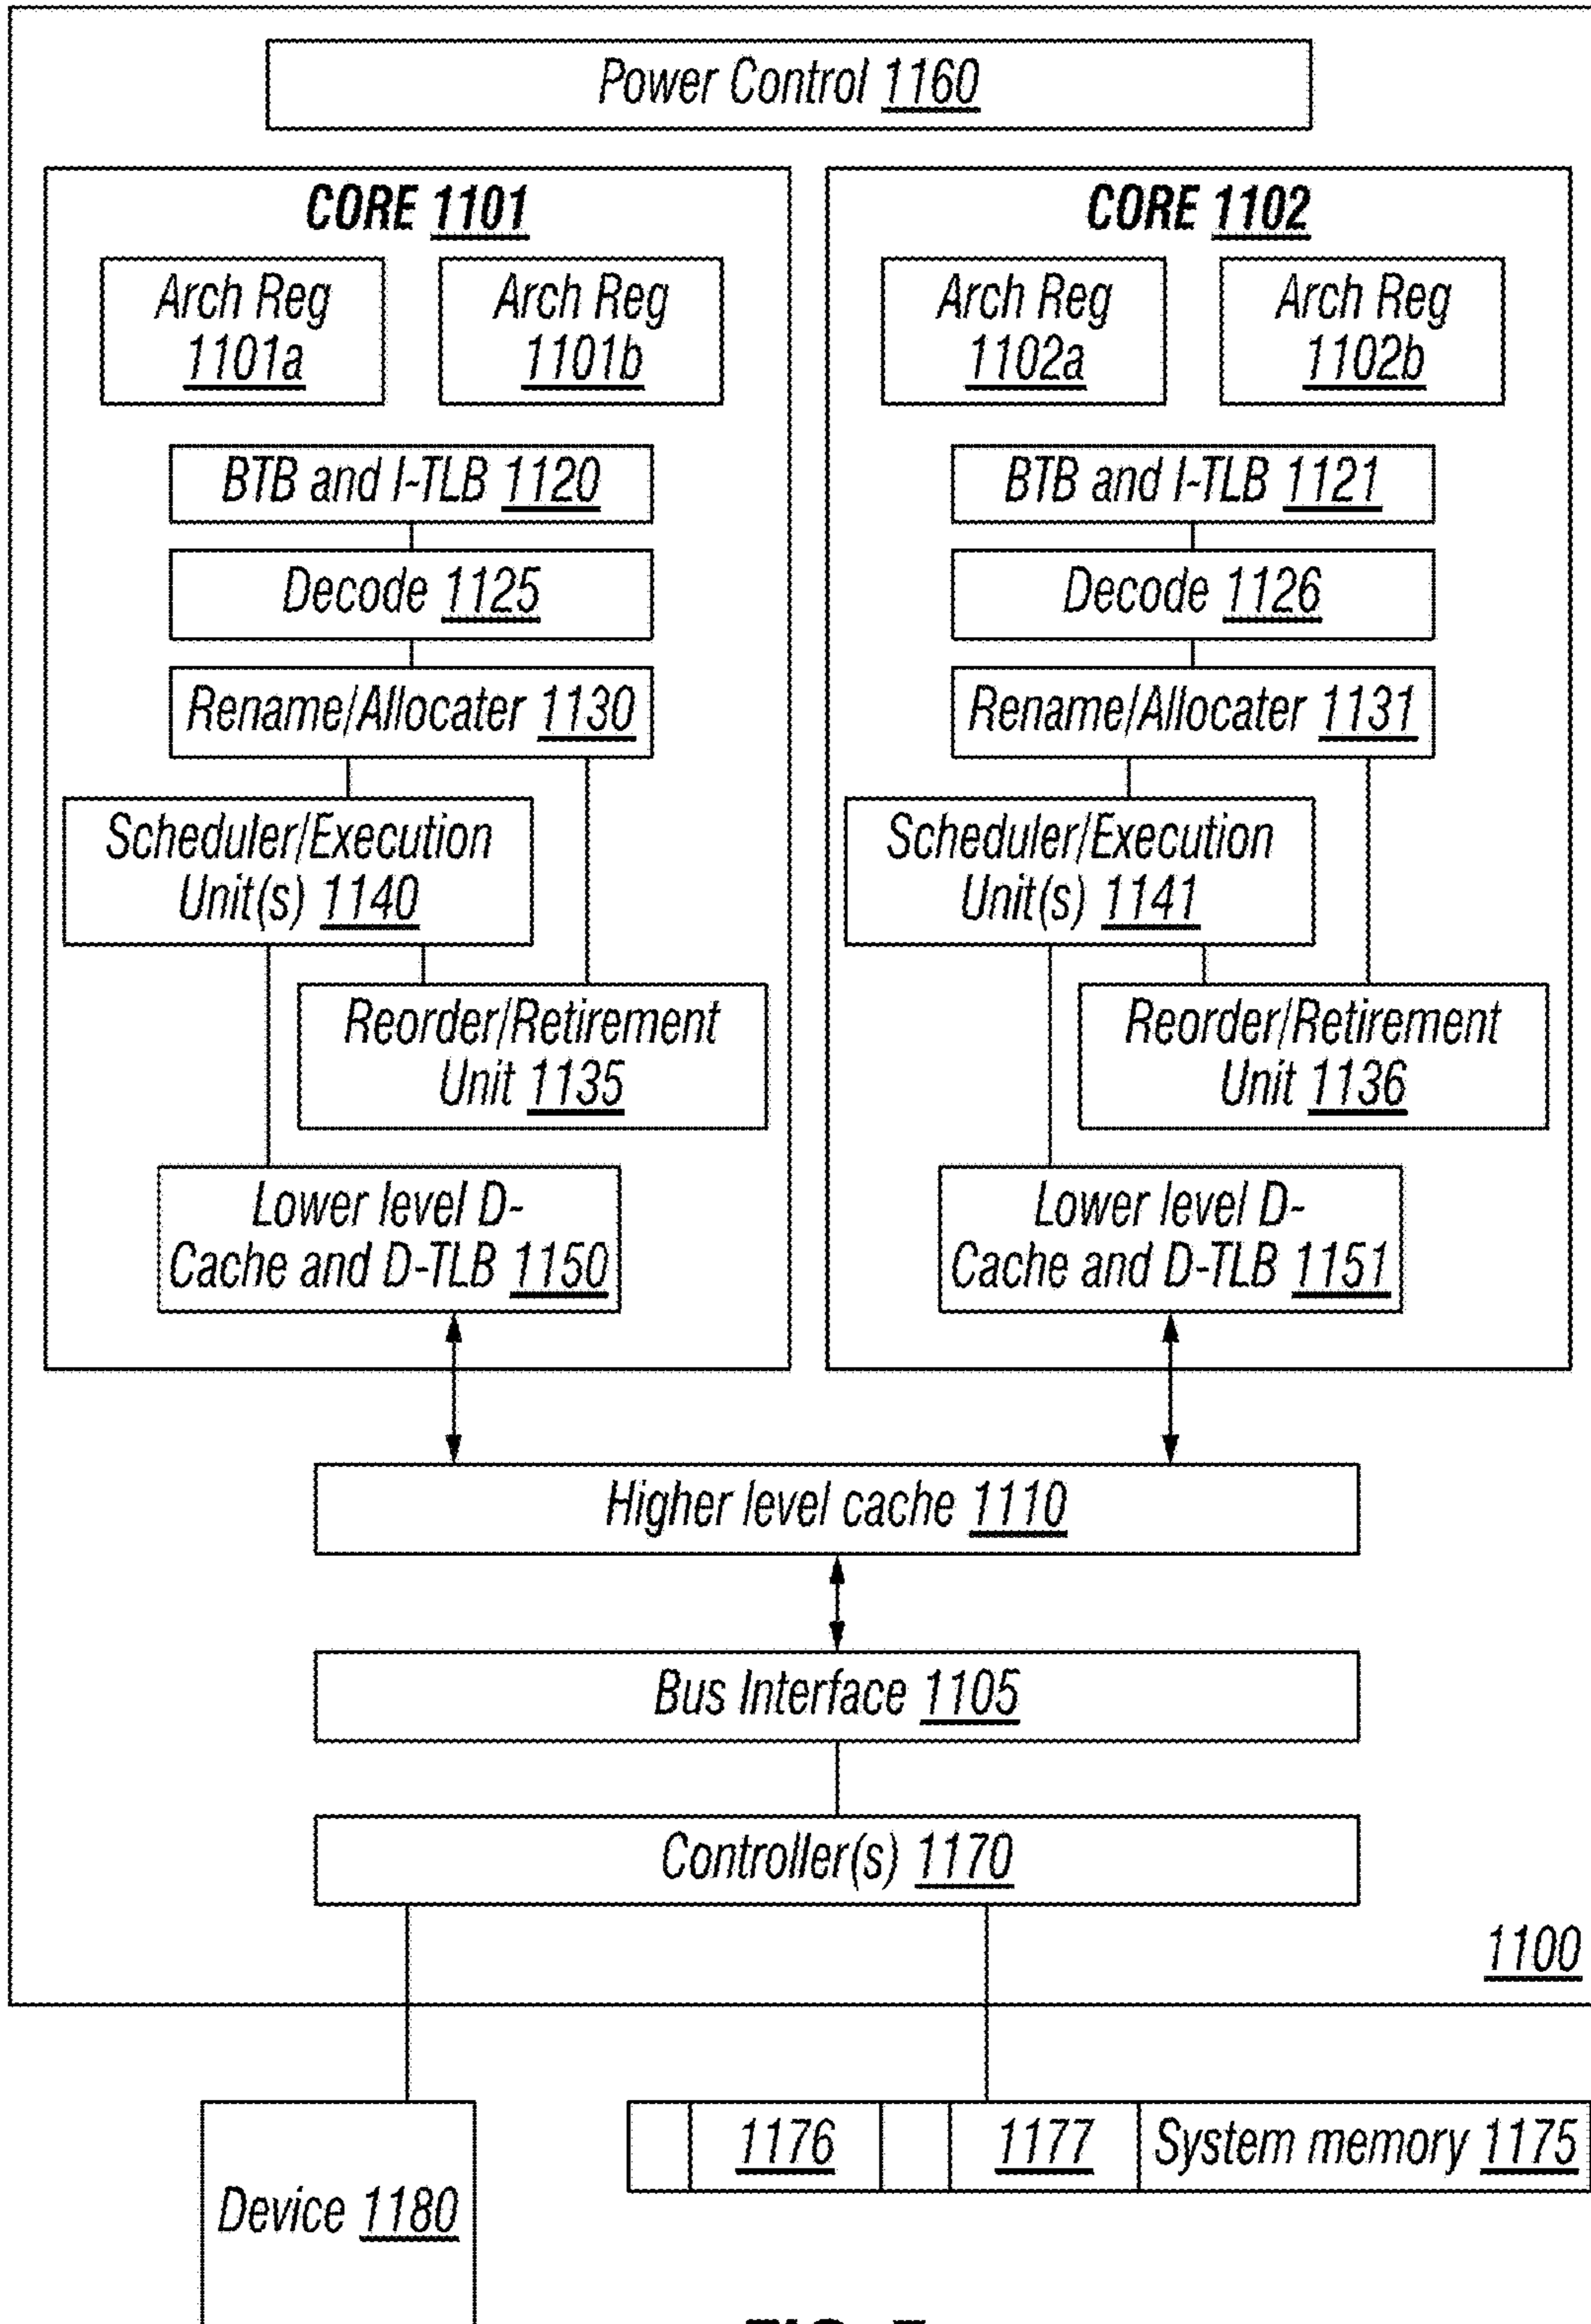 Power Control 1160
CORE 1101
Arch Reg
1101a
Arch Reg
1101b
BTB and I-TLB 1120
Decode 1125
Rename/Allocater 1130
Scheduler/Execution
Unit(s) 1140
Reorder/Retirement
Unit 1135
Lower level D-
Cache and D-TLB 1150
CORE 1102
Arch Reg
1102a
Arch Reg
1102b
BTB and I-TLB 1121
Decode 1126
Rename/Allocater 1131
Scheduler/Execution
Unit(s) 1141
Reorder/Retirement
Unit 1136
Lower level D-
Cache and D-TLB 1151
Higher level cache 1110
Bus Interface 1105
Controller(s) 1170
1100
Device 1180
1176
1177
System memory 1175